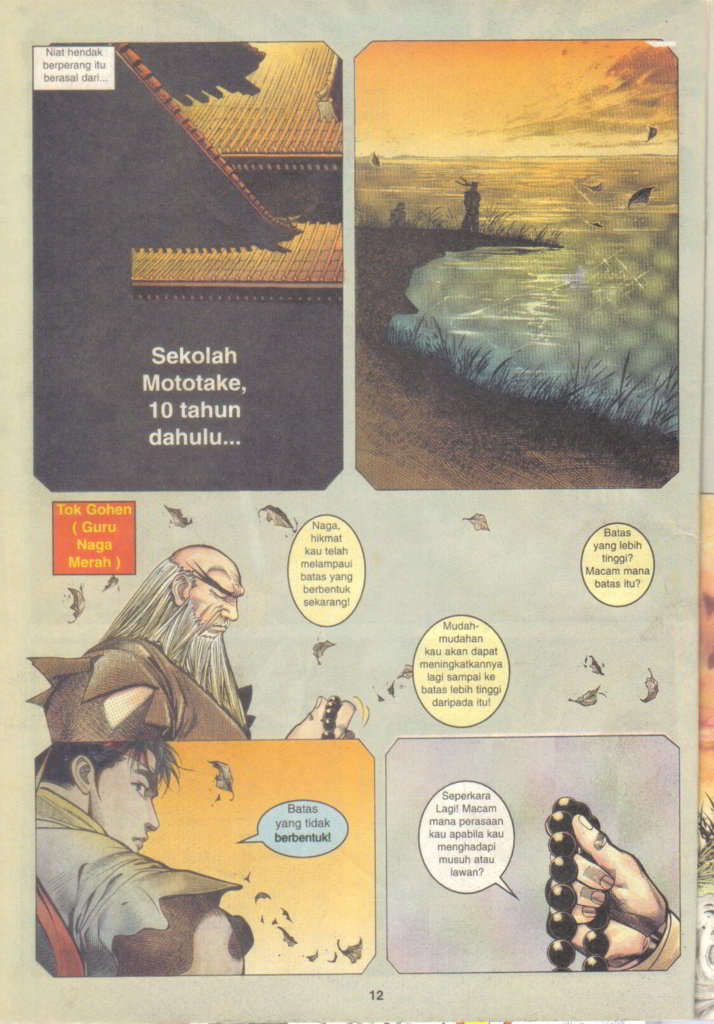 Niat hendak
berperang itu
berasal dari...
Sekolah
Mototake,
10 tahun
dahulu...
Tok Gohen
( Guru
Naga
Merah )
Naga,
hikmat
kau telah
melampaui
batas yang
berbentuk
sekarang!
Mudah-
mudahan
kau akan dapat
meningkatkannya
lagi sampai ke
batas lebih tinggi
daripada itu!
Batas
yang lebih
tinggi?
Macam mana
batas itu?
Batas
yang tidak
berbentuk!
Seperkara
Lagi! Macam
mana perasaan
kau apabila kau
menghadapi
musuh atau
lawan?
12